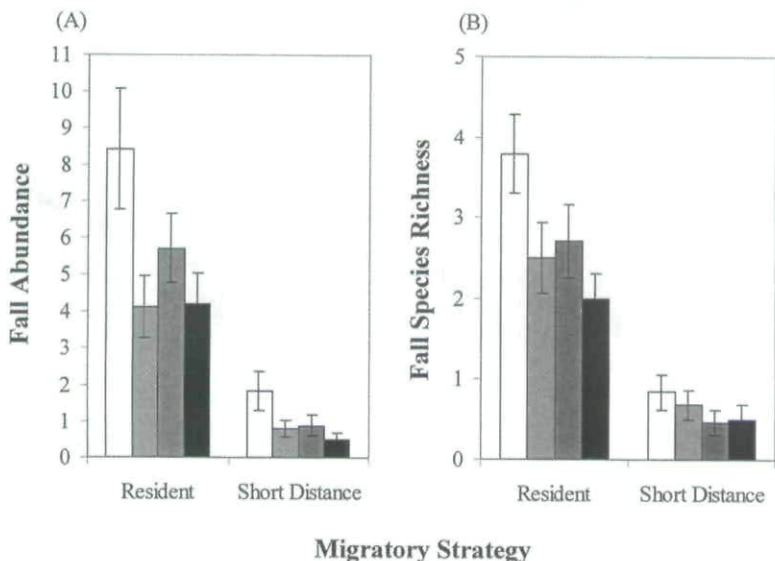 (A)
Fall Abundance
11
10
9
8
7
6
5
4
3
2
1
0
Resident Short Distance
(B)
Fall Species Richness
5
4
3
2
1
0
Resident Short Distance
Migratory Strategy